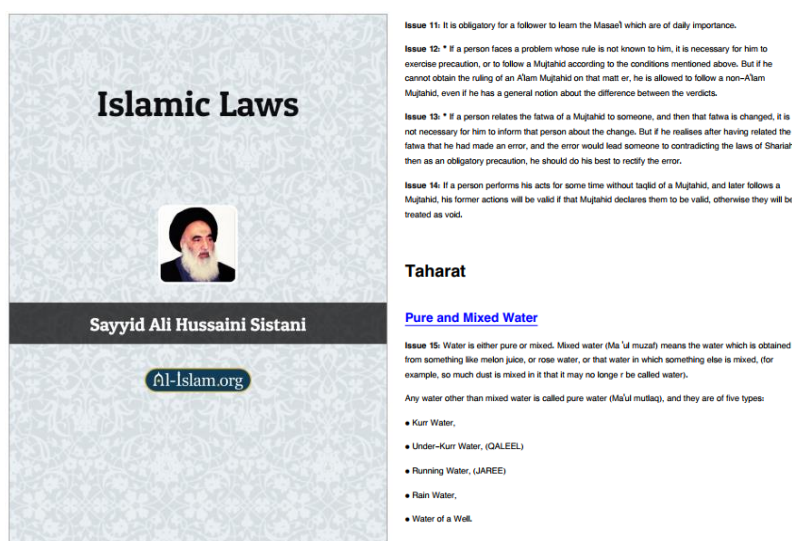 Islamic Laws
Sayyid Ali Hussaini Sistani
Al-Islam.org
Issue 11: It is obligatory for a follower to learn the Masae'l which are of daily importance.
Issue 12: * If a person faces a problem whose rule is not known to him, it is necessary for him to
exercise precaution, or to follow a Mujtahid according to the conditions mentioned above. But if he
cannot obtain the ruling of an A'lam Mujtahid on that matt er, he is allowed to follow a non-A'lam
Mujtahid, even if he has a general notion about the difference between the verdicts.
Issue 13: * If a person relates the fatwa of a Mujtahid to someone, and then that fatwa is changed, it is
not necessary for him to inform that person about the change. But if he realises after having related the
fatwa that he had made an error, and the error would lead someone to contradicting the laws of Shariah
then as an obligatory precaution, he should do his best to rectify the error.
Issue 14: If a person performs his acts for some time without taqlid of a Mujtahid, and later follows a
Mujtahid, his former actions will be valid if that Mujtahid declares them to be valid, otherwise they will be
treated as void.
Taharat
Pure and Mixed Water
Issue 15: Water is either pure or mixed. Mixed water (Ma 'ul muzaf) means the water which is obtained
from something like melon juice, or rose water, or that water in which something else is mixed, (for
example, so much dust is mixed in it that it may no longe r be called water).
Any water other than mixed water is called pure water (Ma'ul mutlaq), and they are of five types:
• Kurr Water,
• Under-Kurr Water, (QALEEL)
• Running Water, (JAREE)
• Rain Water,
• Water of a Well.